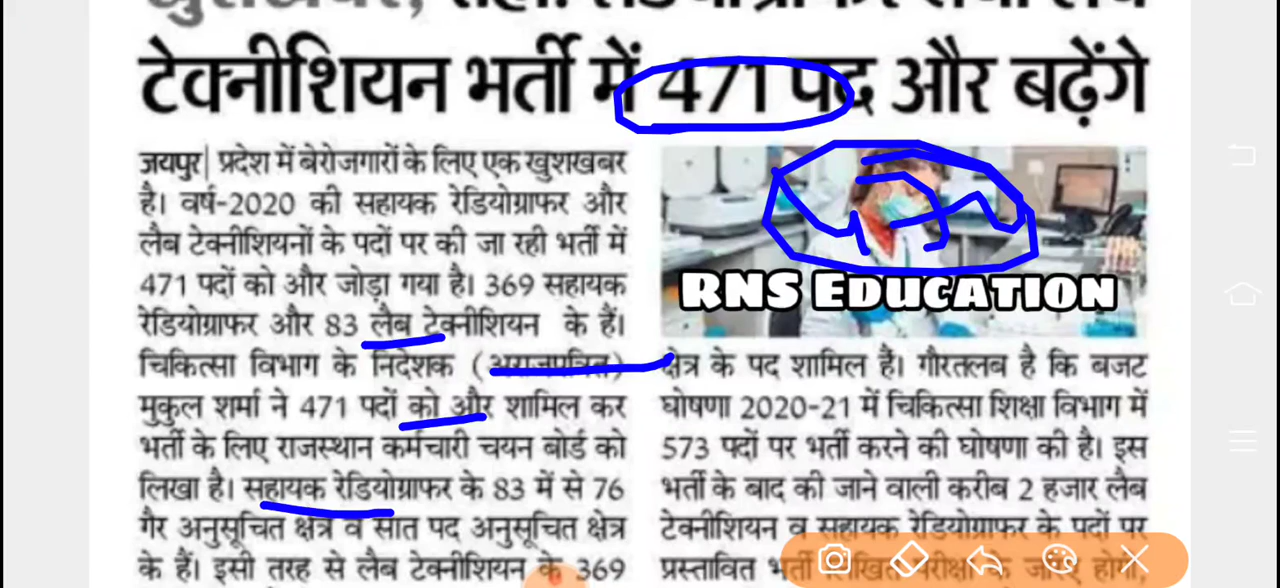 टेक्नीशियन भर्ती में 471 पद और बढ़ेंगे
जयपुर| प्रदेश में बेरोजगारों के लिए एक खुशखबर
है। वर्ष-2020 की सहायक रेडियोग्राफर और
लैब टेक्नीशियनों के पदों पर की जा रही भर्ती में
471 पदों को और जोड़ा गया है। 369 सहायक
रेडियोग्राफर और 83 लैब टेक्नीशियन के हैं।
चिकित्सा विभाग के निदेशक (अराजपत्रित)
मुकुल शर्मा ने 471 पदों को और शामिल कर
भर्ती के लिए राजस्थान कर्मचारी चयन बोर्ड को
लिखा है। सहायक रेडियोग्राफर के 83 में से 76
गैर अनुसूचित क्षेत्र व सात पद अनुसूचित क्षेत्र
के हैं। इसी तरह से लैब टेक्नीशियन के 369
RNS EDUCATION
क्षेत्र के पद शामिल हैं। गौरतलब है कि बजट
घोषणा 2020-21 में चिकित्सा शिक्षा विभाग में
573 पदों पर भर्ती करने की घोषणा की है। इस
भर्ती के बाद की जाने वाली करीब 2 हजार लैब
टेक्नीशियन व सहायक रेडियोग्राफर के पदों पर
प्रस्तावित